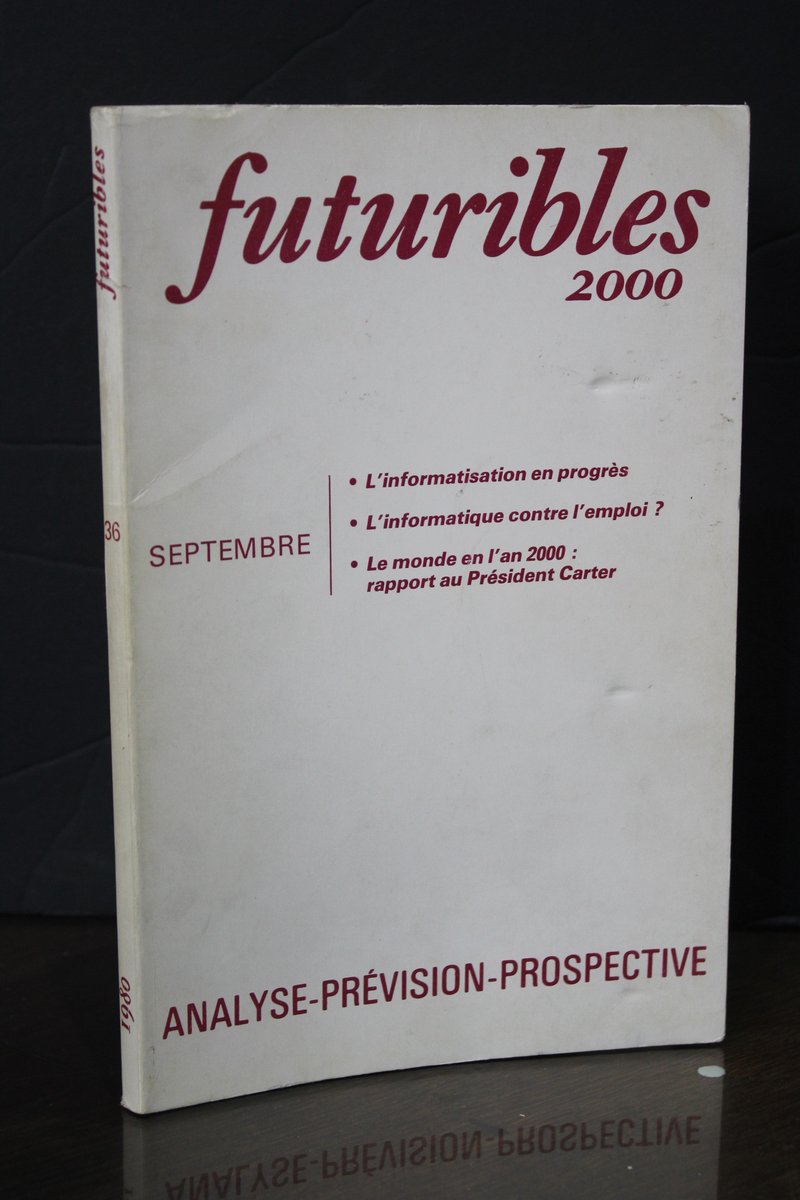 futuribles
36
1980
futuribles
2000
SEPTEMBRE
• L'informatisation en progrès
• L'informatique contre l'emploi ?
• Le monde en l'an 2000 :
rapport au Président Carter
ANALYSE-PRÉVISION-PROSPECTIVE